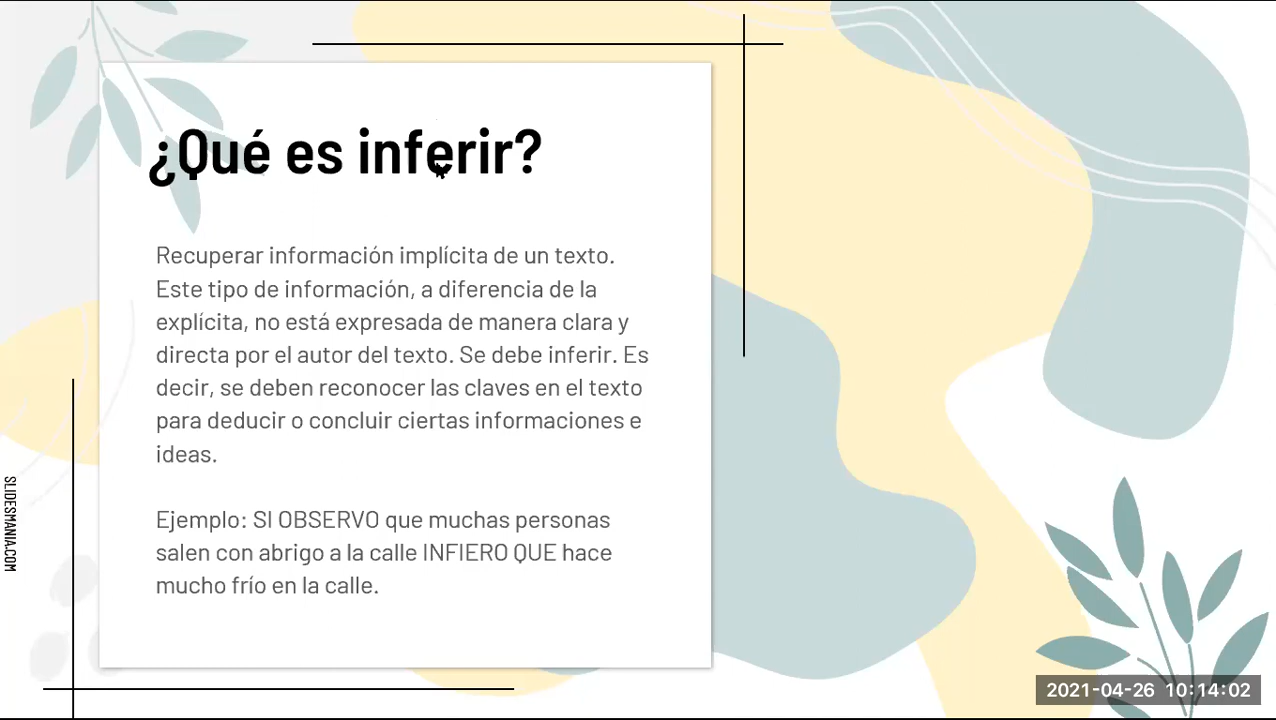 ¿Qué es inferir?
Recuperar información implícita de un texto.
Este tipo de información, a diferencia de la
explícita, no está expresada de manera clara y
directa por el autor del texto. Se debe inferir. Es
decir, se deben reconocer las claves en el texto
para deducir o concluir ciertas informaciones e
ideas.
Ejemplo: SI OBSERVO que muchas personas
salen con abrigo a la calle INFIERO QUE hace
mucho frío en la calle.
SLIDESMANIA.COM
2021-04-26 10:14:02